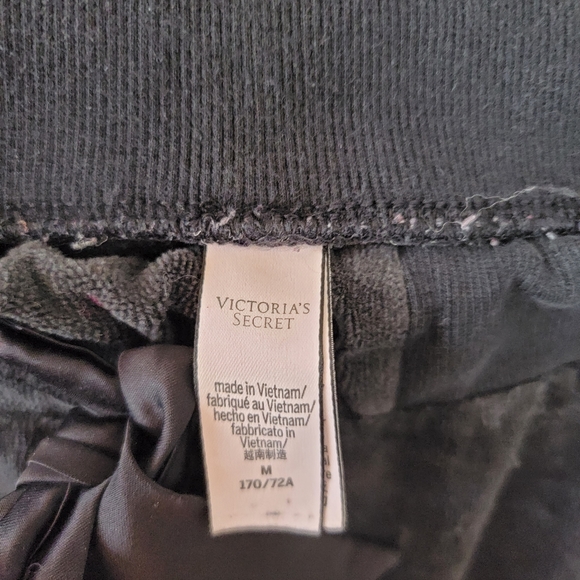 VICTORIA'S
SECRET
made in Vietnam/
fabriqué au Vietnam/
hecho en Vietnam/
fabbricato in
Vietnam/
越南制造
M
170/72A